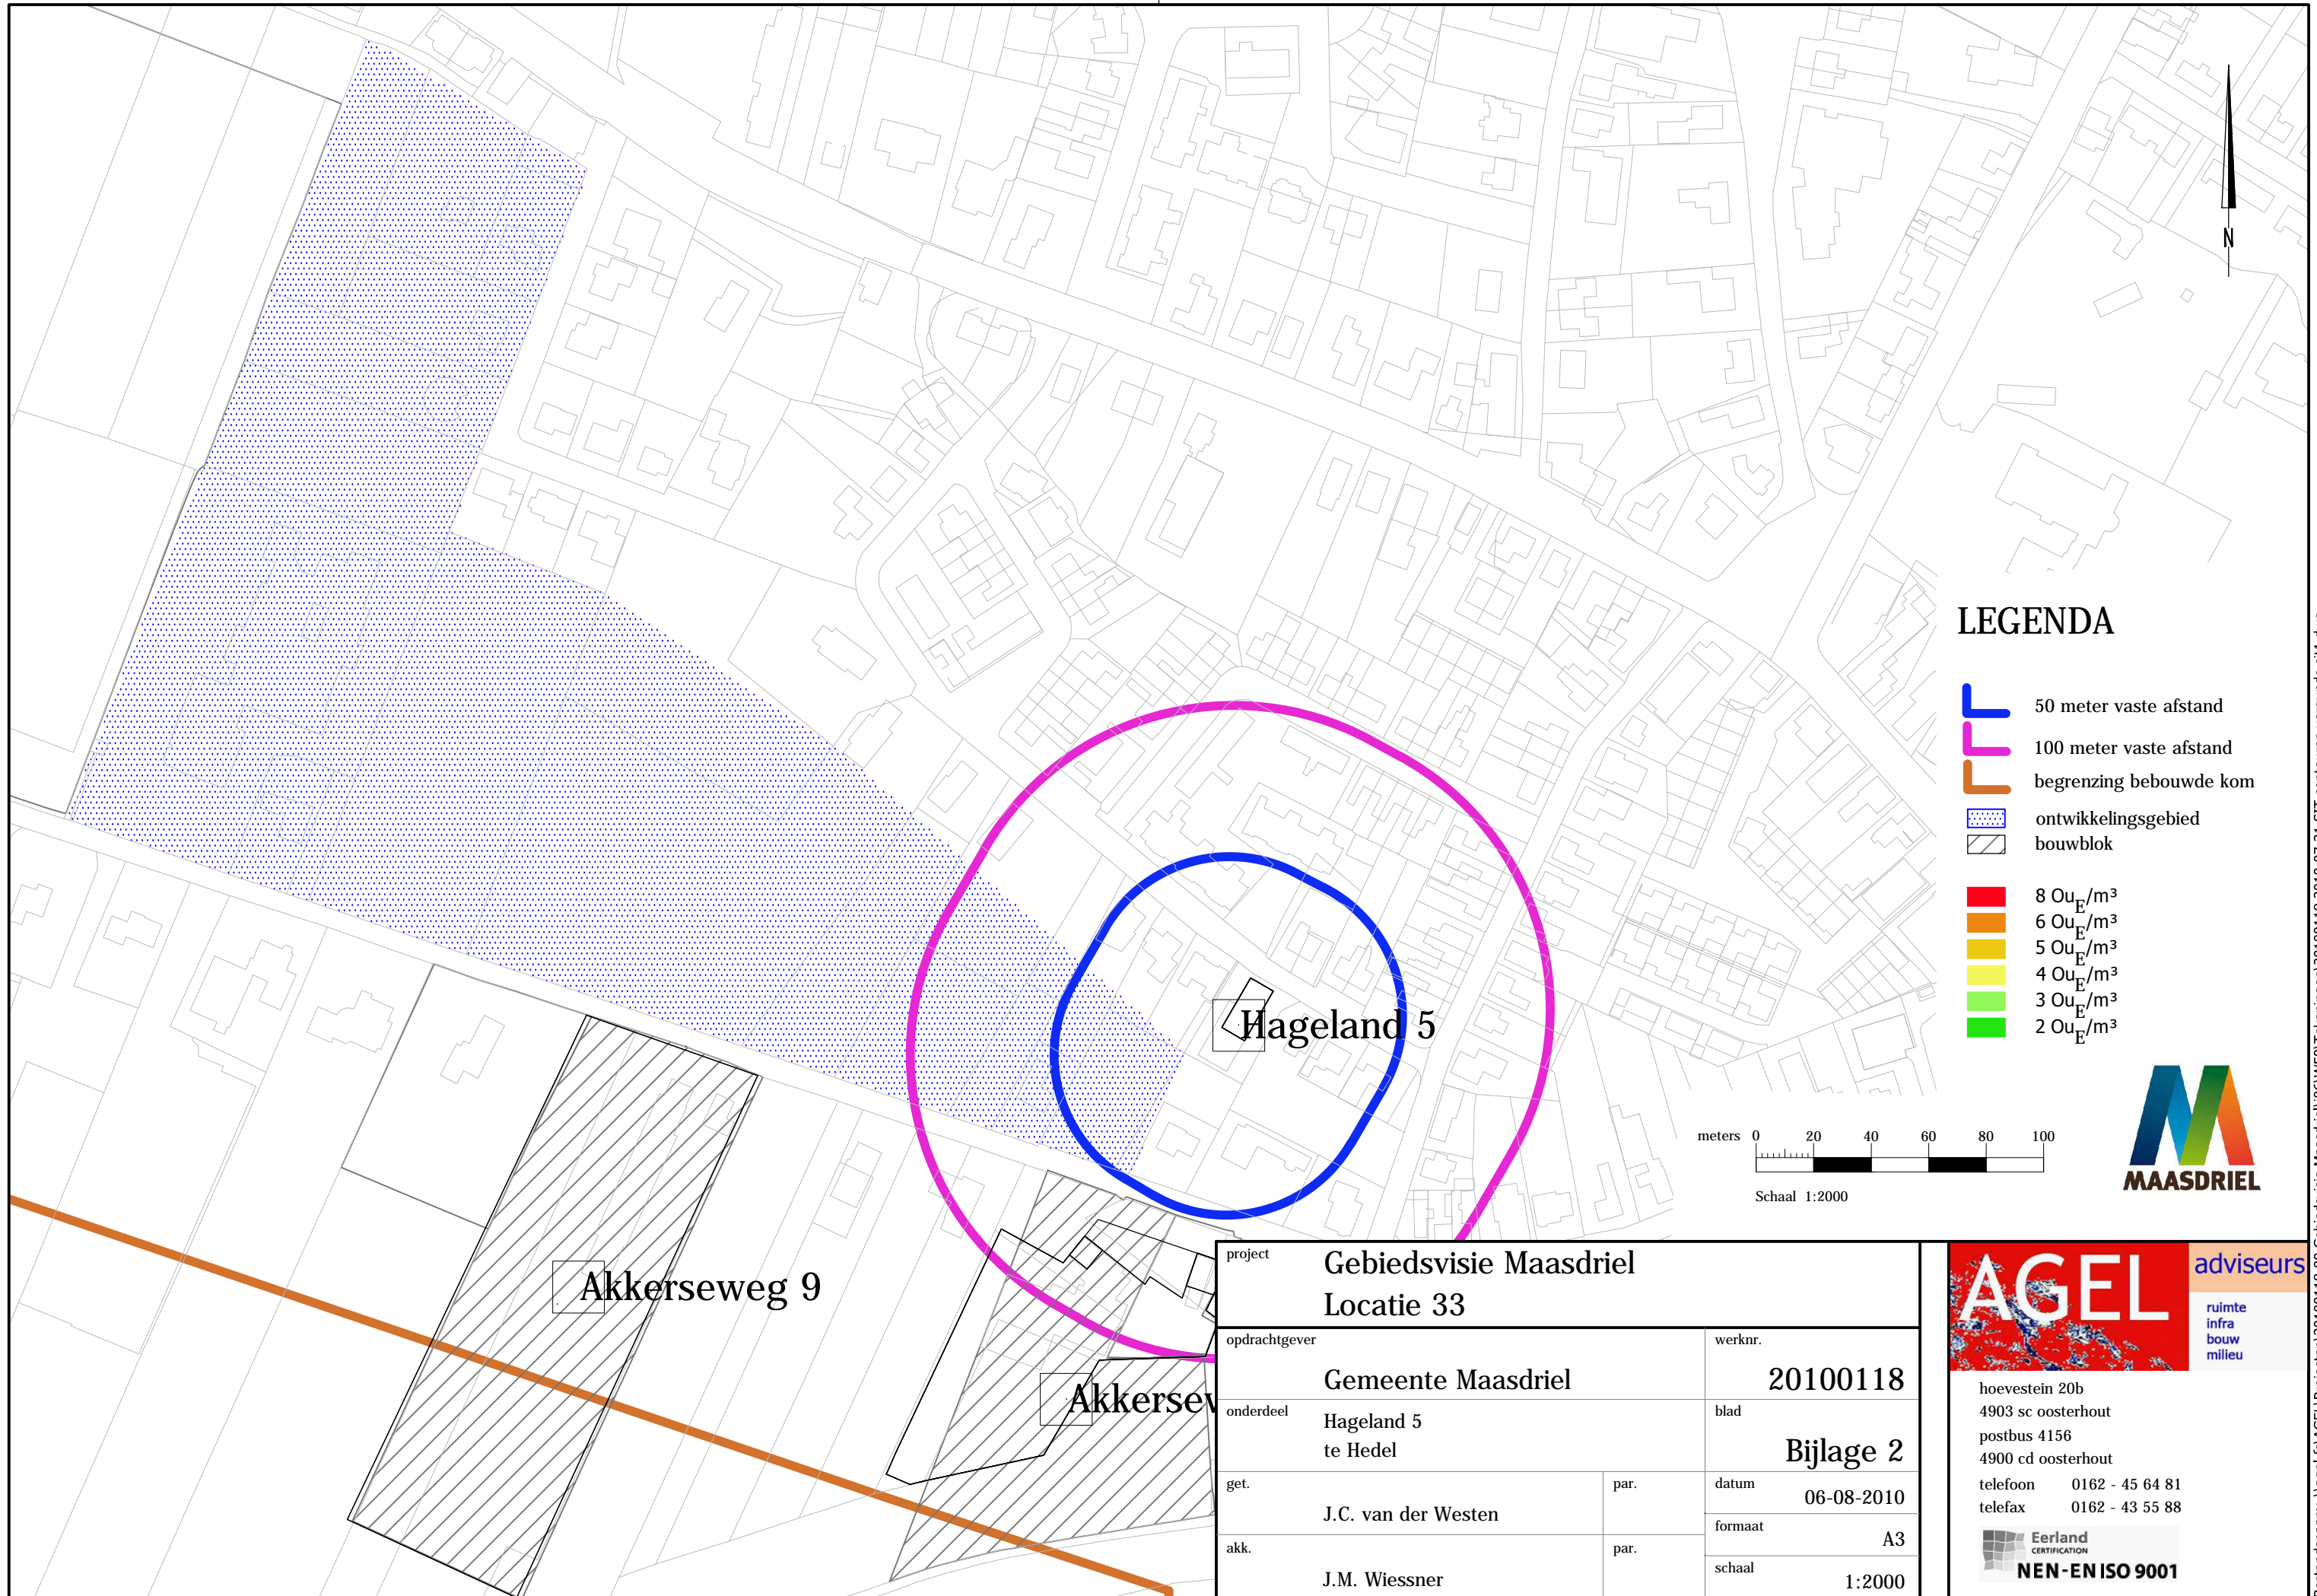 N
LEGENDA
50 meter vaste afstand
100 meter vaste afstand
begrenzing bebouwde kom
ontwikkelingsgebied
bouwblok
8 OuE/m³
6 OuE/m³
5 OuE/m³
4 OuE/m³
3 OuE/m³
2 OuE/m³
Hageland 5
meters 0 20 40 60 80 100
Schaal 1:2000
MAASDRIEL
Akkerseweg 9
project
Gebiedsvisie Maasdriel
Locatie 33
opdrachtgever
Gemeente Maasdriel
werknr.
20100118
onderdeel
Hageland 5
te Hedel
blad
Bijlage 2
get.
J.C. van der Westen
par.
datum
06-08-2010
formaat
A3
akk.
J.M. Wiessner
par.
schaal
1:2000
AGEL
adviseurs
ruimte
infra
bouw
milieu
hoevestein 20b
4903 sc oosterhout
postbus 4156
4900 cd oosterhout
telefoon 0162 - 45 64 81
telefax 0162 - 43 55 88
Eerland
CERTIFICATION
NEN-EN ISO 9001